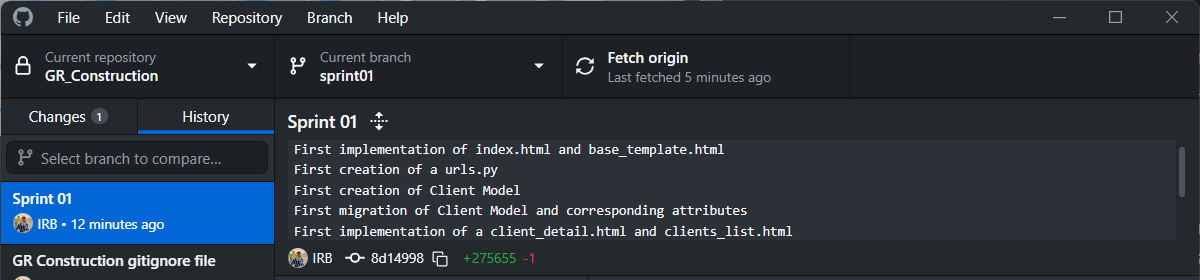 File Edit View Repository Branch Help
Current repository
GR_Construction
Current branch
sprint01
Fetch origin
Last fetched 5 minutes ago
Changes 1
History
Select branch to compare...
Sprint 01
IRB • 12 minutes ago
GR Construction gitignore file
Sprint 01
First implementation of index.html and base_template.html
First creation of a urls.py
First creation of Client Model
First migration of Client Model and corresponding attributes
First implementation of a client_detail.html and clients_list.html
IRB 8d14998 +275655 -1